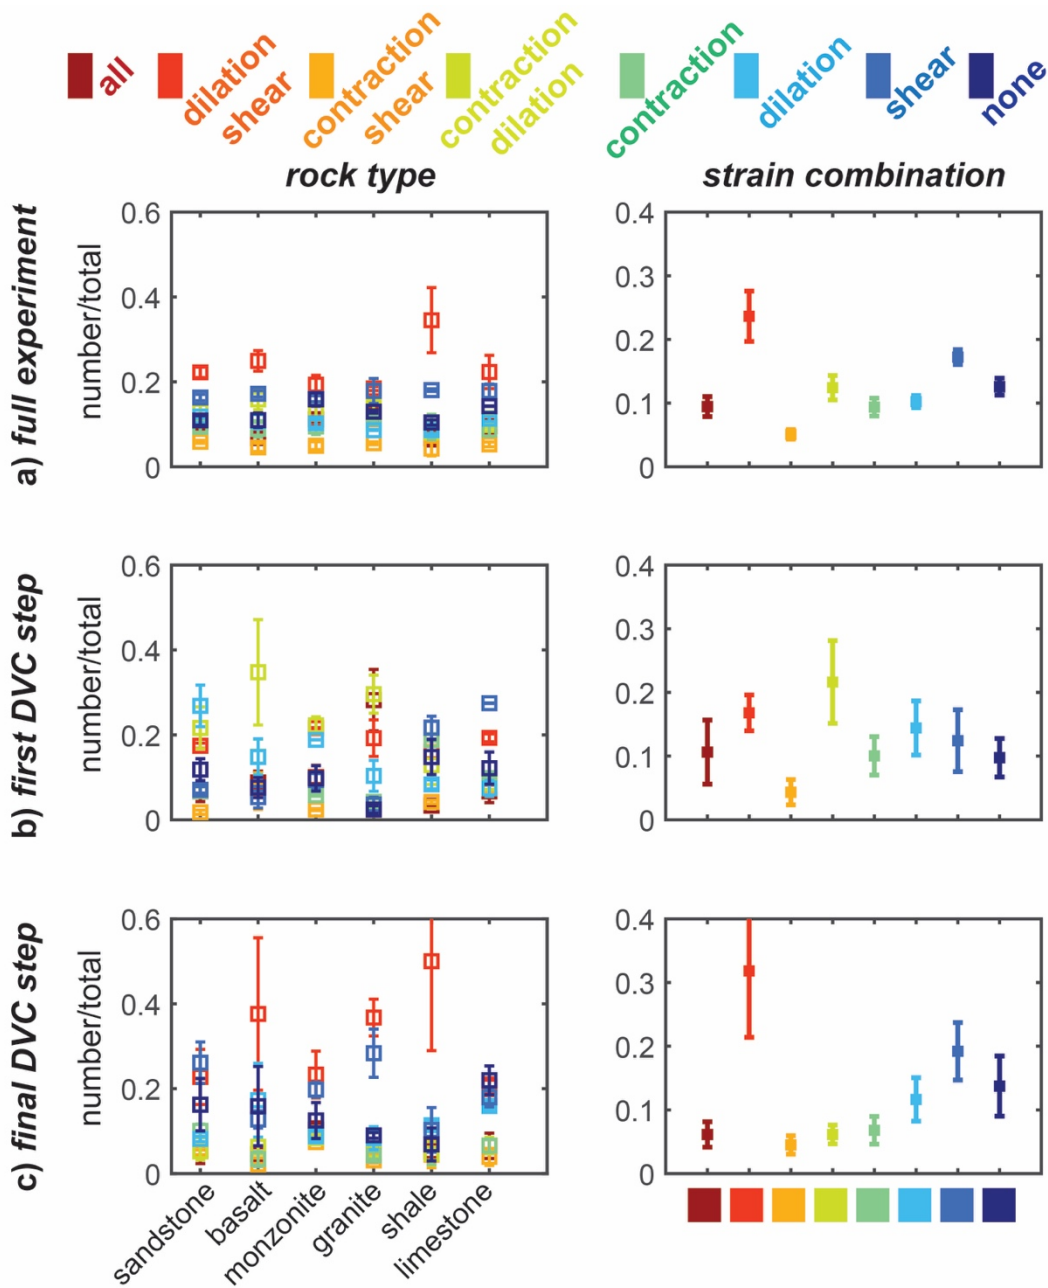 all
dilation
shear
contraction
shear
contraction
dilation
contraction
dilation
shear
none
rock type
strain combination
a) full experiment
number/total
0.6
0.4
0.2
0
0.4
0.3
0.2
0.1
0
b) first DVC step
number/total
0.6
0.4
0.2
0
0.4
0.3
0.2
0.1
0
c) final DVC step
number/total
0.6
0.4
0.2
0
0.4
0.3
0.2
0.1
0
sandstone
basalt
monzonite
granite
shale
limestone